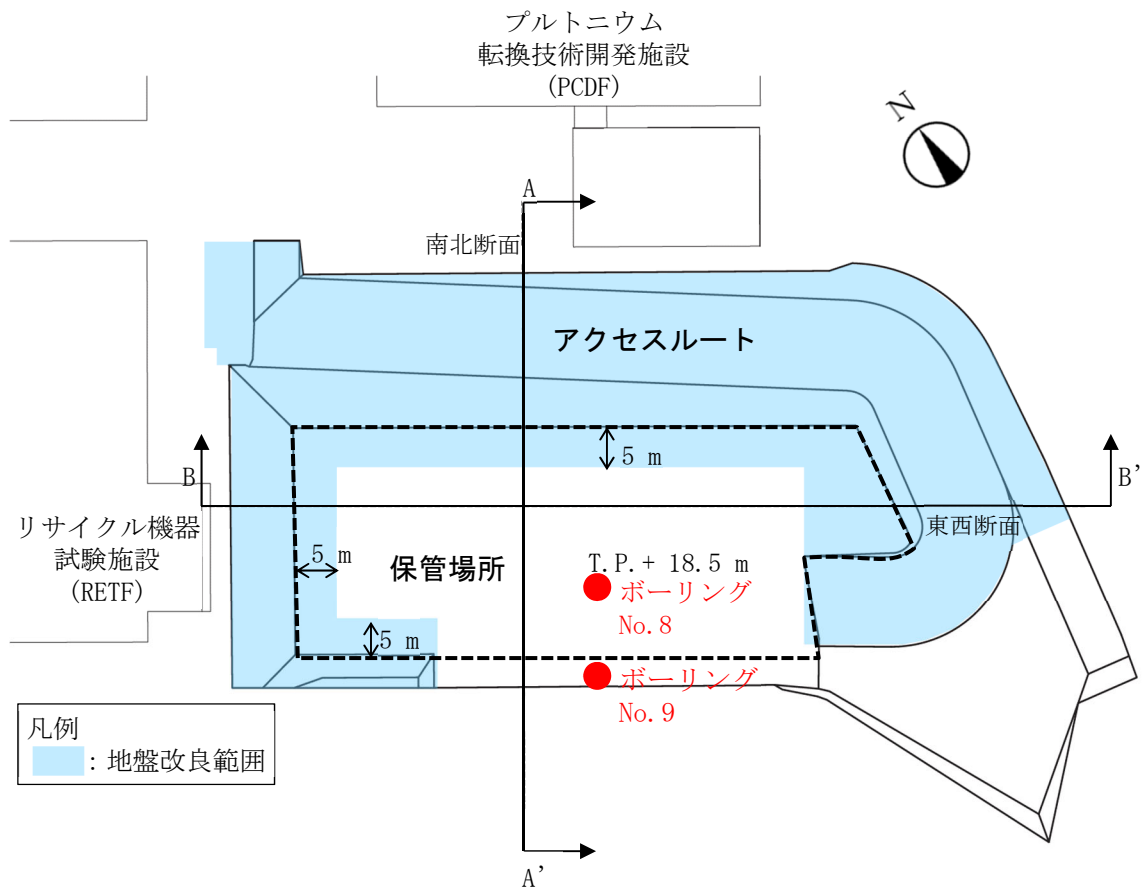 プルトニウム
転換技術開発施設
(PCDF)
N
A
南北断面
アクセスルート
5 m
B
B'
リサイクル機器
試験施設
(RETF)
東西断面
5 m
保管場所
T.P.+ 18.5 m
ボーリング
No.8
5 m
ボーリング
No.9
凡例
: 地盤改良範囲
A'